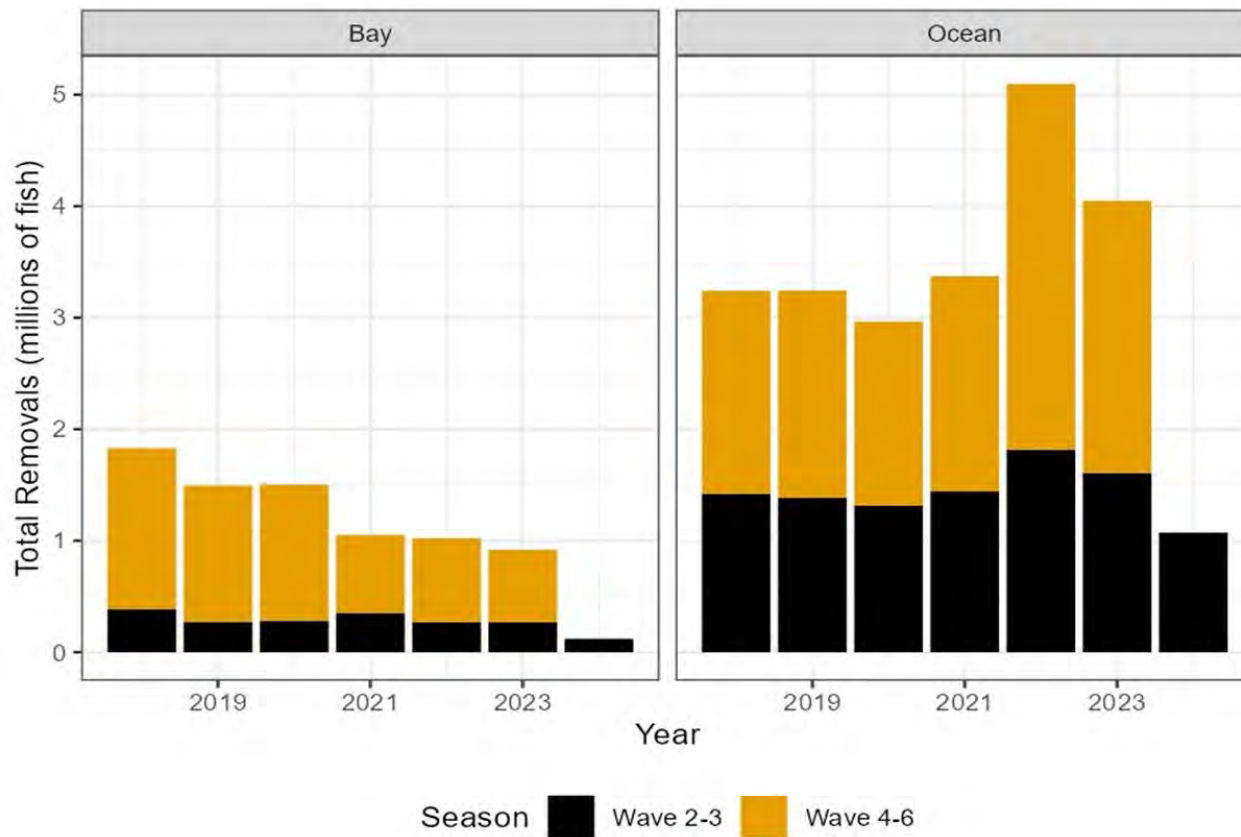 Bay
Ocean
Total Removals (millions of fish)
5
4
3
2
1
0
2019 2021 2023
2019 2021 2023
Year
Season Wave 2-3 Wave 4-6